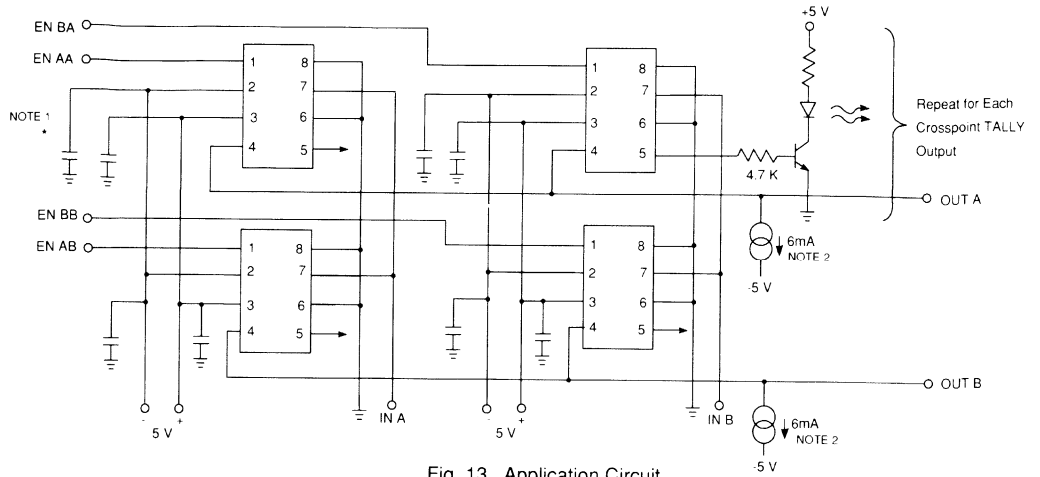 EN BA
EN AA
NOTE 1
*
1 8
2 7
3 6
4 5
1 8
2 7
3 6
4 5
+5 V
4.7 K
Repeat for Each
Crosspoint TALLY
Output
OUT A
6mA
NOTE 2
-5 V
EN BB
EN AB
1 8
2 7
3 6
4 5
1 8
2 7
3 6
4 5
OUT B
- +
5 V
IN A
- +
5 V
IN B
6mA
NOTE 2
-5 V
Fig. 13 Application Circuit